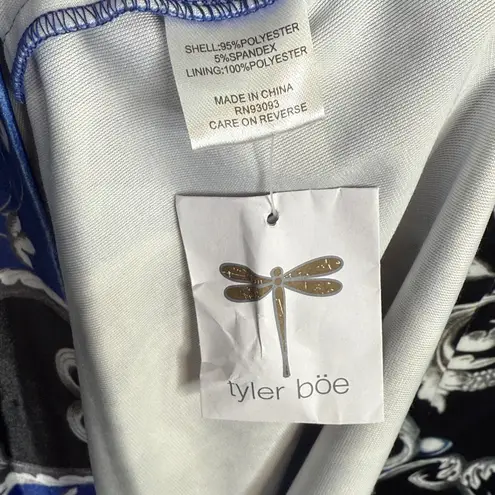 SHELL:95%POLYESTER
5%SPANDEX
LINING:100%POLYESTER
MADE IN CHINA
RN93093
CARE ON REVERSE
tyler böe